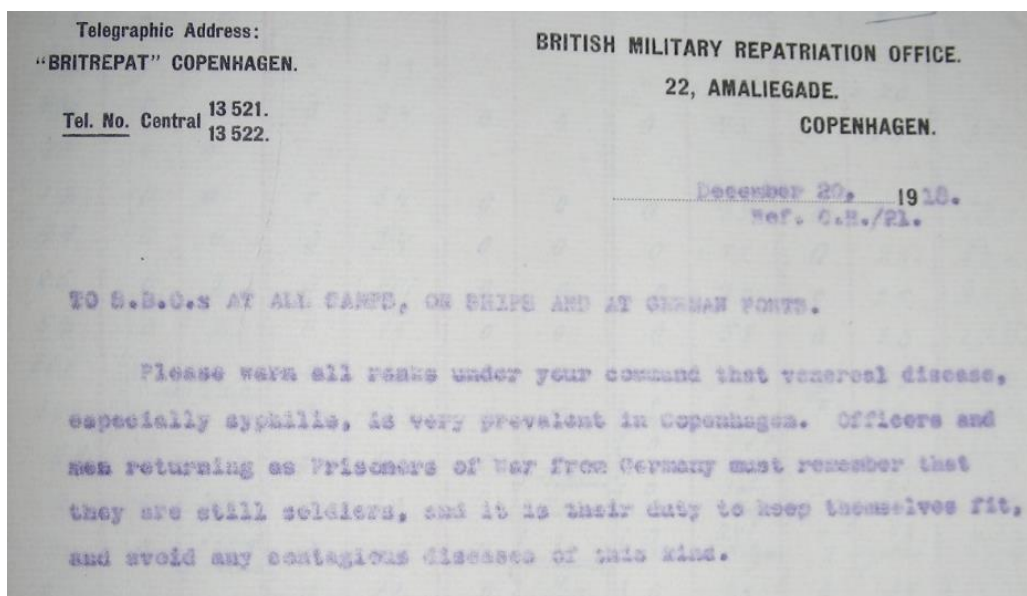 Telegraphic Address:
"BRITREPAT" COPENHAGEN.
Tel. No. Central 13 521.
13 522.
BRITISH MILITARY REPATRIATION OFFICE.
22, AMALIEGADE.
COPENHAGEN.
December 20, 1918.
Ref. C.R./21.
TO S.B.O.s AT ALL CAMPS, ON SHIPS AND AT GERMAN PORTS.
Please warn all ranks under your command that venereal disease,
especially syphilis, is very prevalent in Copenhagen. Officers and
men returning as Prisoners of War from Germany must remember that
they are still soldiers, and it is their duty to keep themselves fit,
and avoid any contagious diseases of this kind.